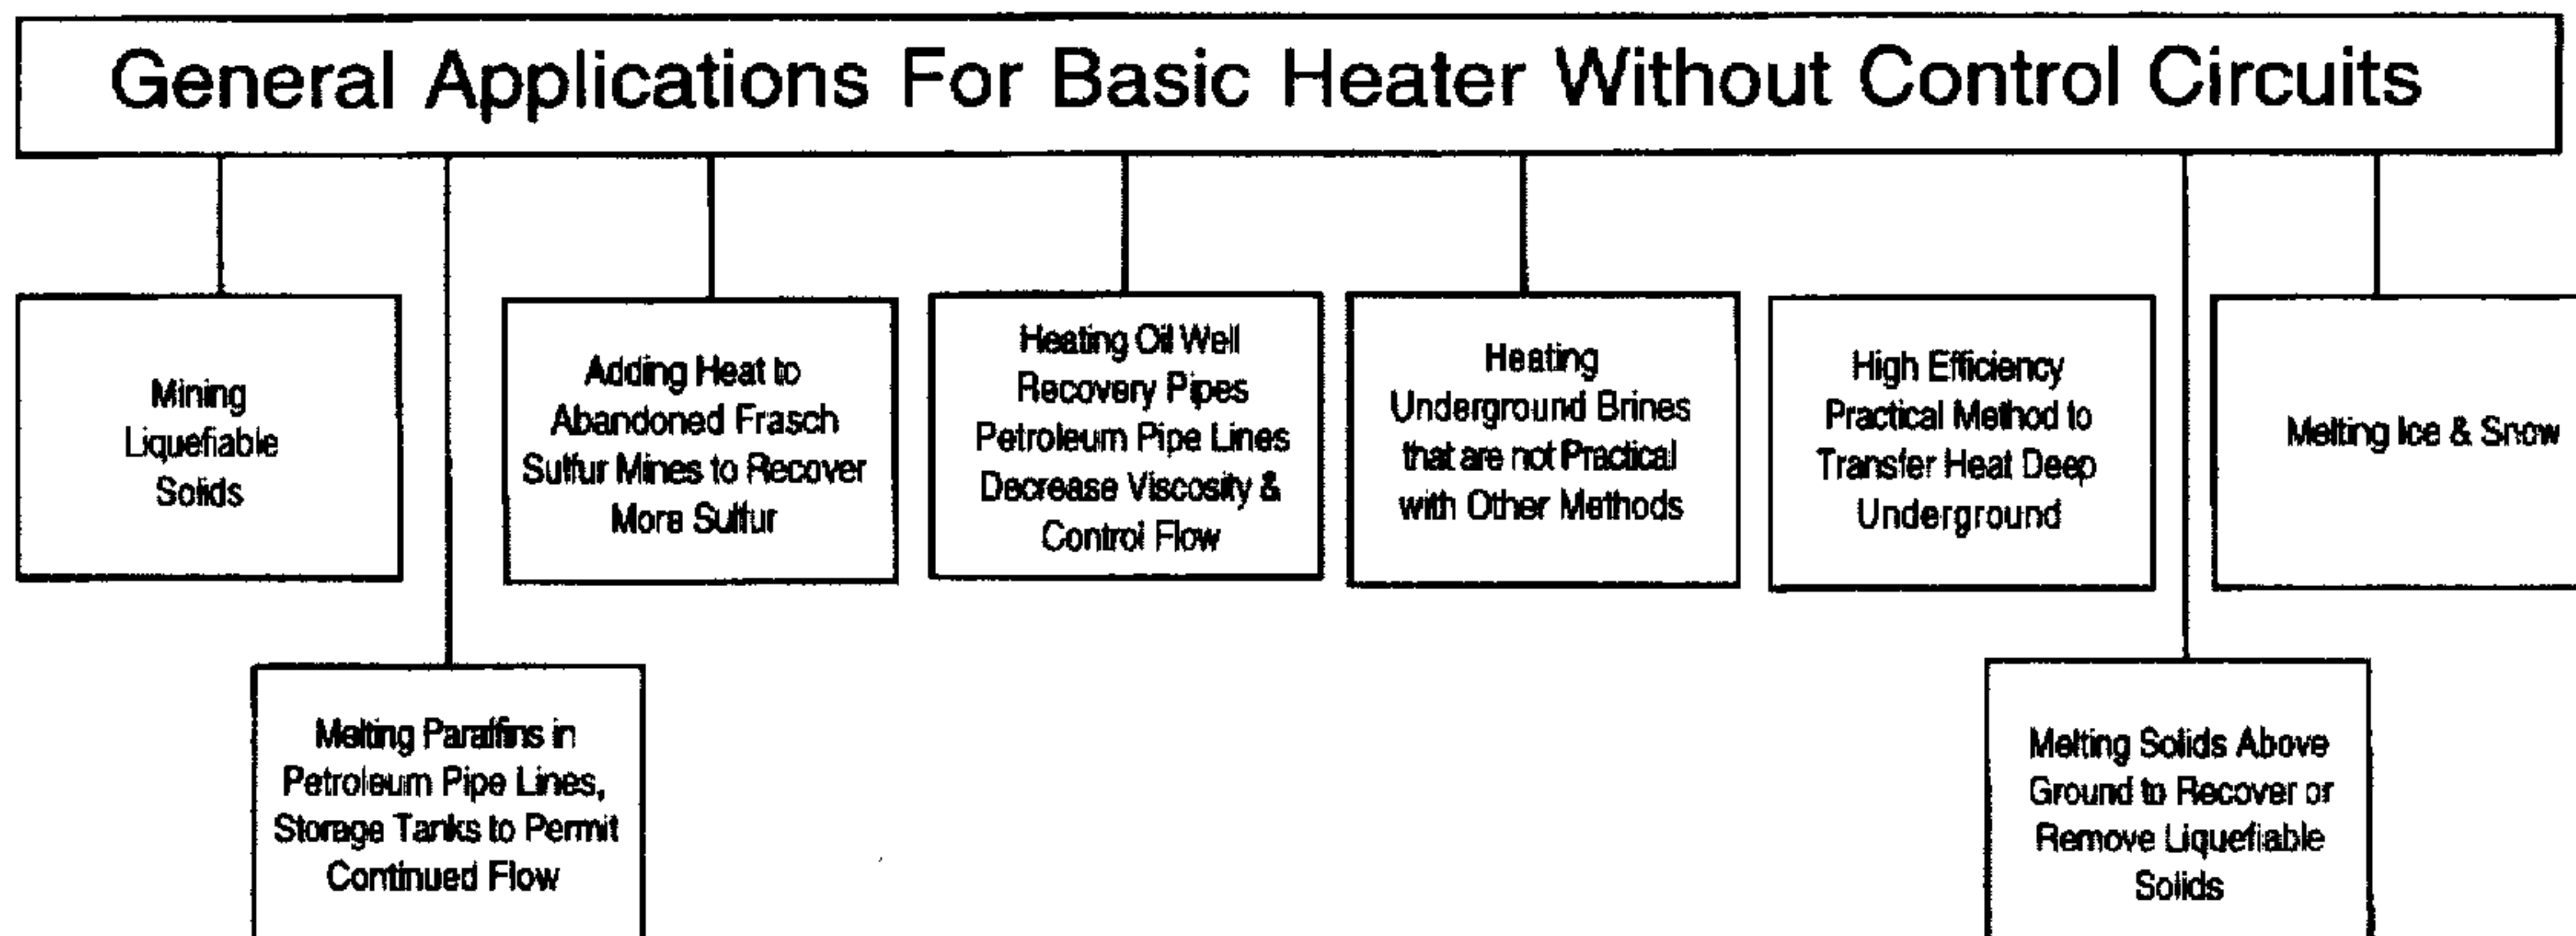 General Applications For Basic Heater Without Control Circuits
Mining
Liquefiable
Solids
Adding Heat to
Abandoned Frasch
Sulfur Mines to Recover
More Sulfur
Heating Oil Well
Recovery Pipes
Petroleum Pipe Lines
Decrease Viscosity &
Control Flow
Heating
Underground Brines
that are not Practical
with Other Methods
High Efficiency
Practical Method to
Transfer Heat Deep
Underground
Melting Ice & Snow
Melting Paraffins in
Petroleum Pipe Lines,
Storage Tanks to Permit
Continued Flow
Melting Solids Above
Ground to Recover or
Remove Liquefiable
Solids